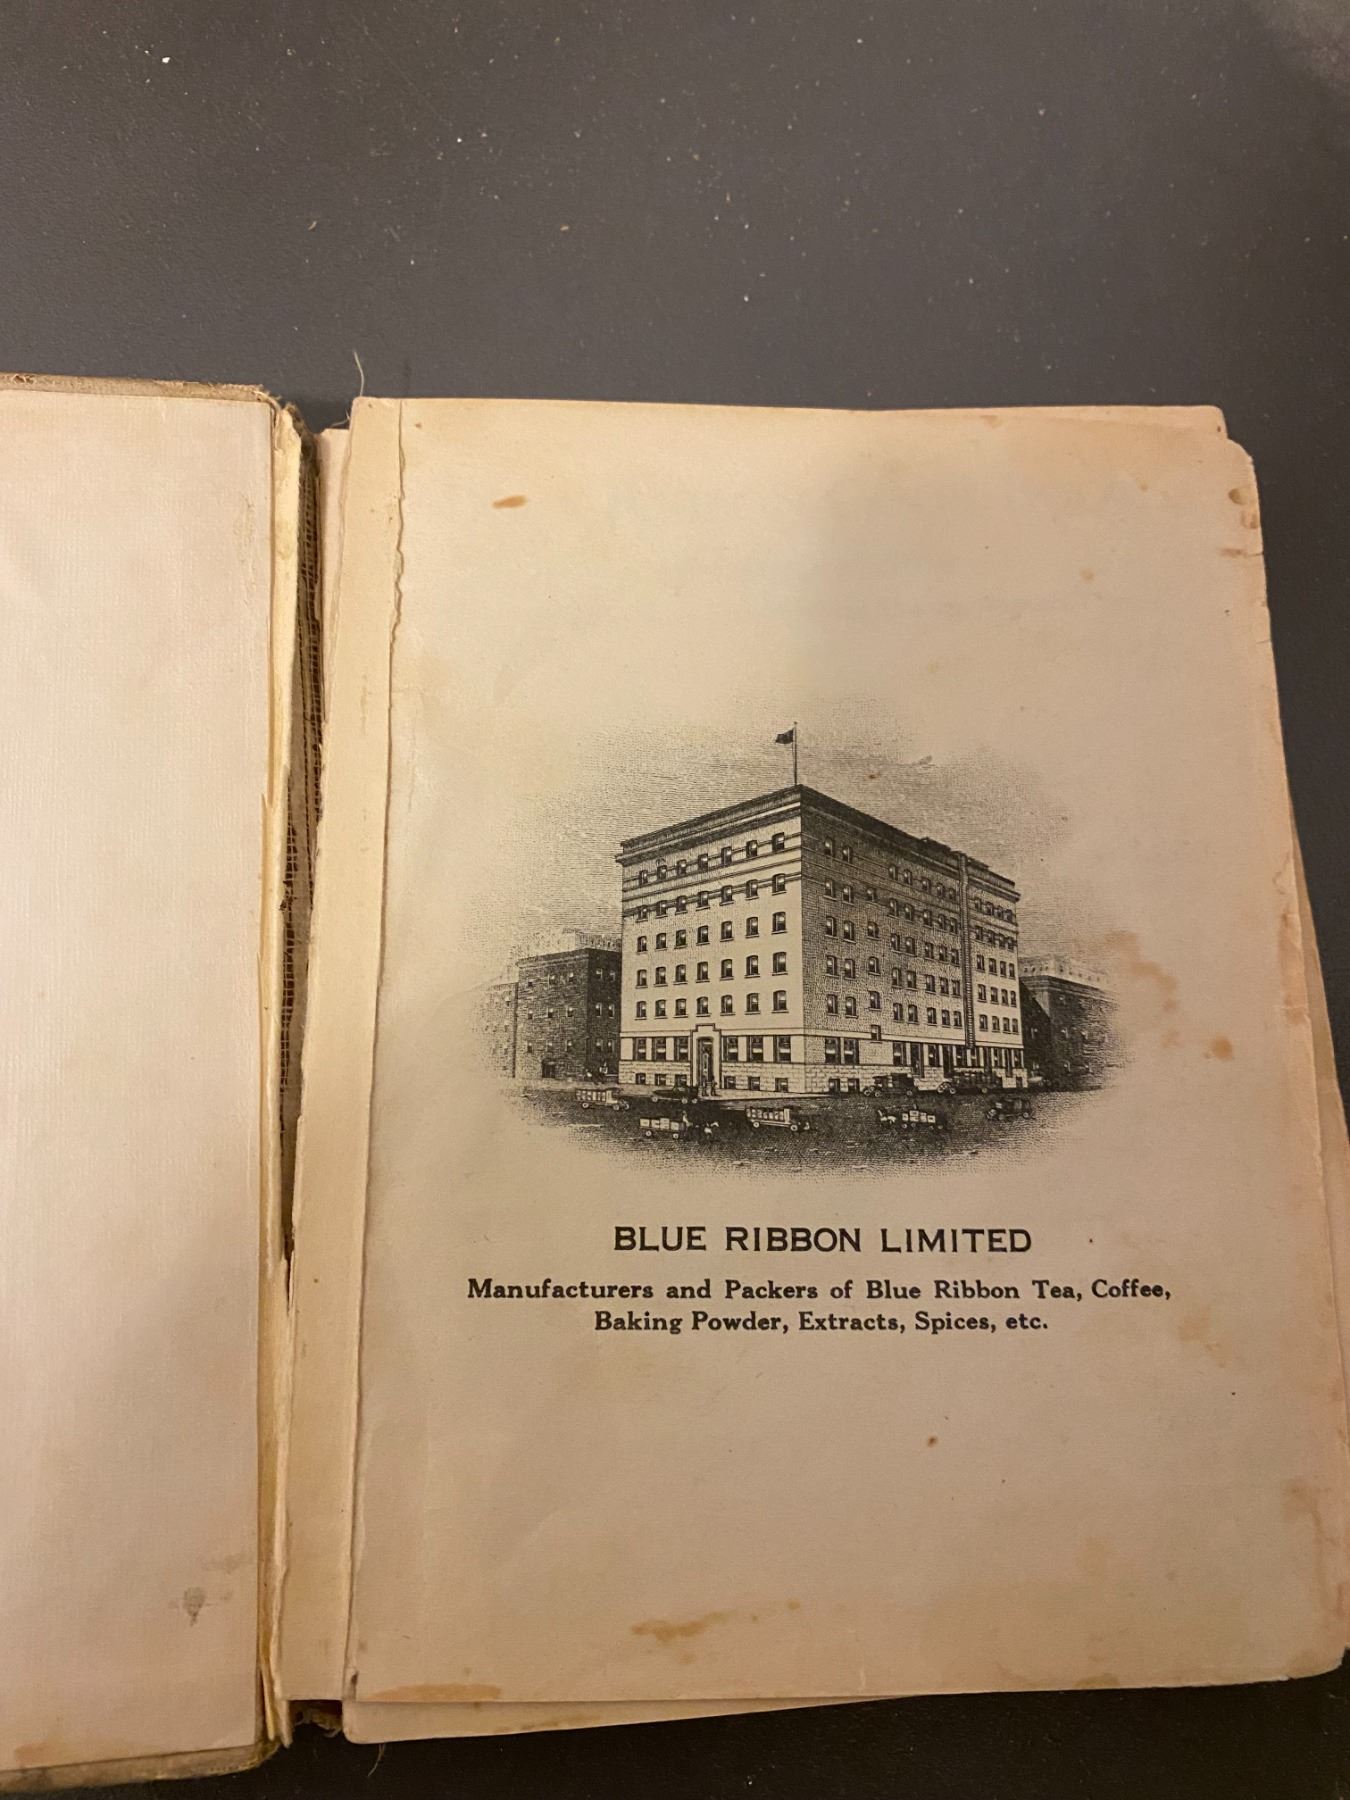 BLUE RIBBON LIMITED
Manufacturers and Packers of Blue Ribbon Tea, Coffee,
Baking Powder, Extracts, Spices, etc.